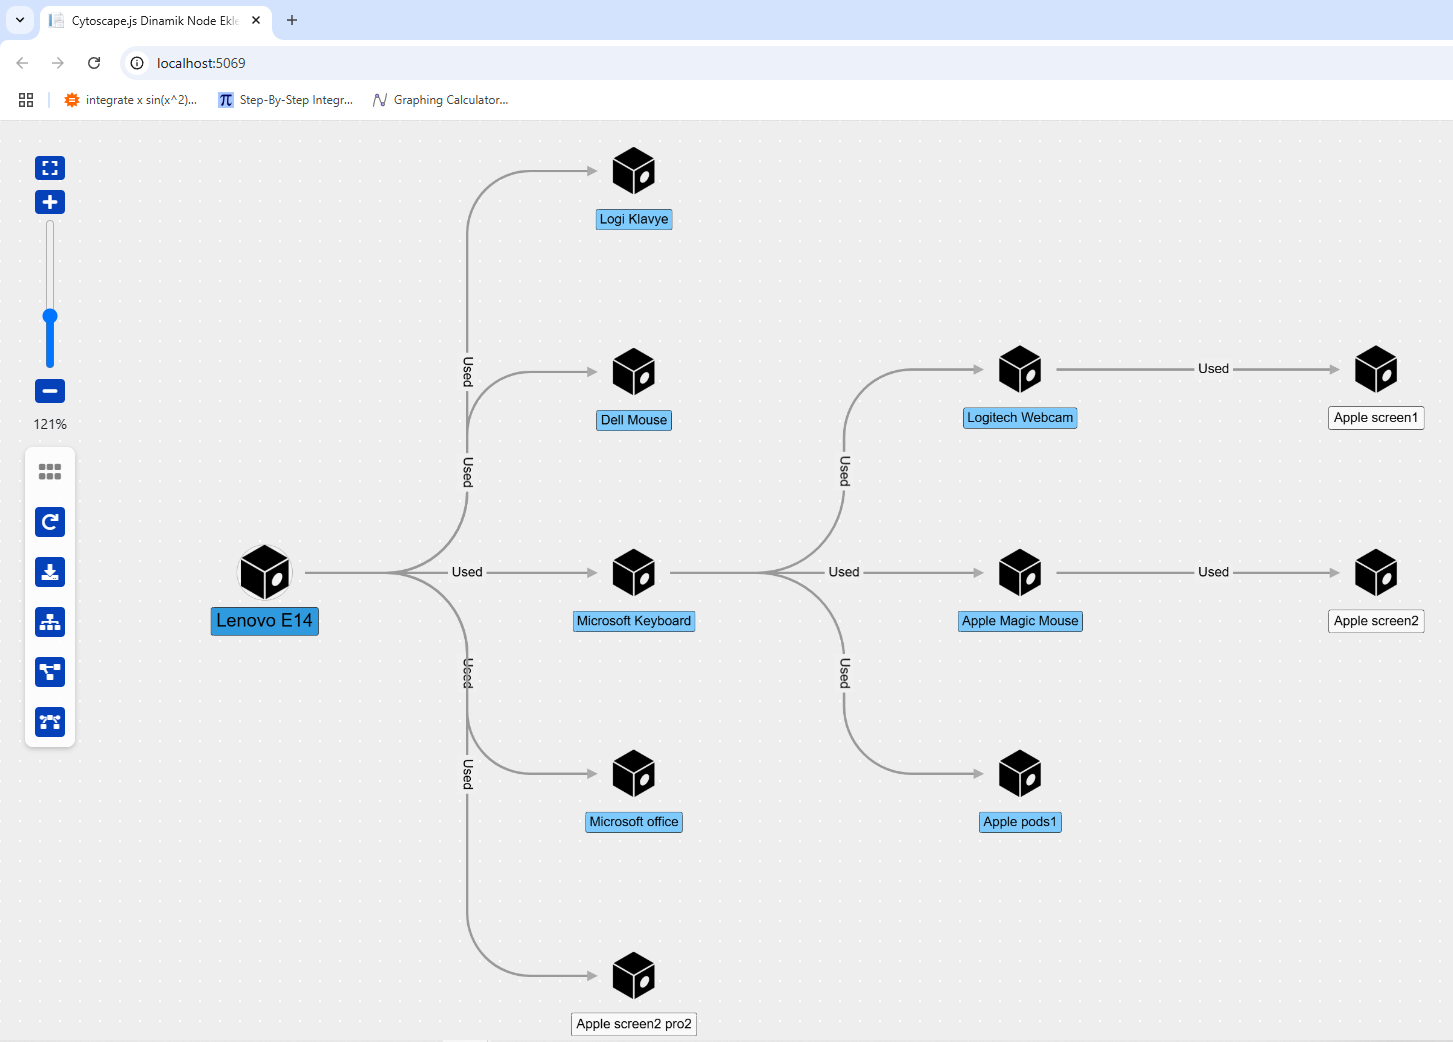 Cytoscape.js Dinamik Node Ekle
localhost:5069
integrate x sin(x^2)...
Step-By-Step Integr...
Graphing Calculator...
Logi Klavye
Used
Dell Mouse
Logitech Webcam
Used
Apple screen1
121%
Used
Used
Lenovo E14
Used
Microsoft Keyboard
Used
Apple Magic Mouse
Used
Apple screen2
Used
Used
Used
Microsoft office
Apple pods1
Apple screen2 pro2